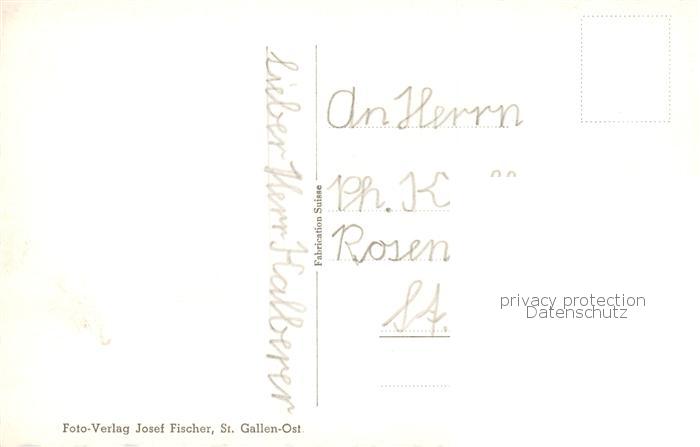 Lieber Herr Kalberer
An Herrn
Ph. K
Rosen
St.
Fabrication Suisse
privacy protection
Datenschutz
Foto-Verlag Josef Fischer, St. Gallen-Ost.